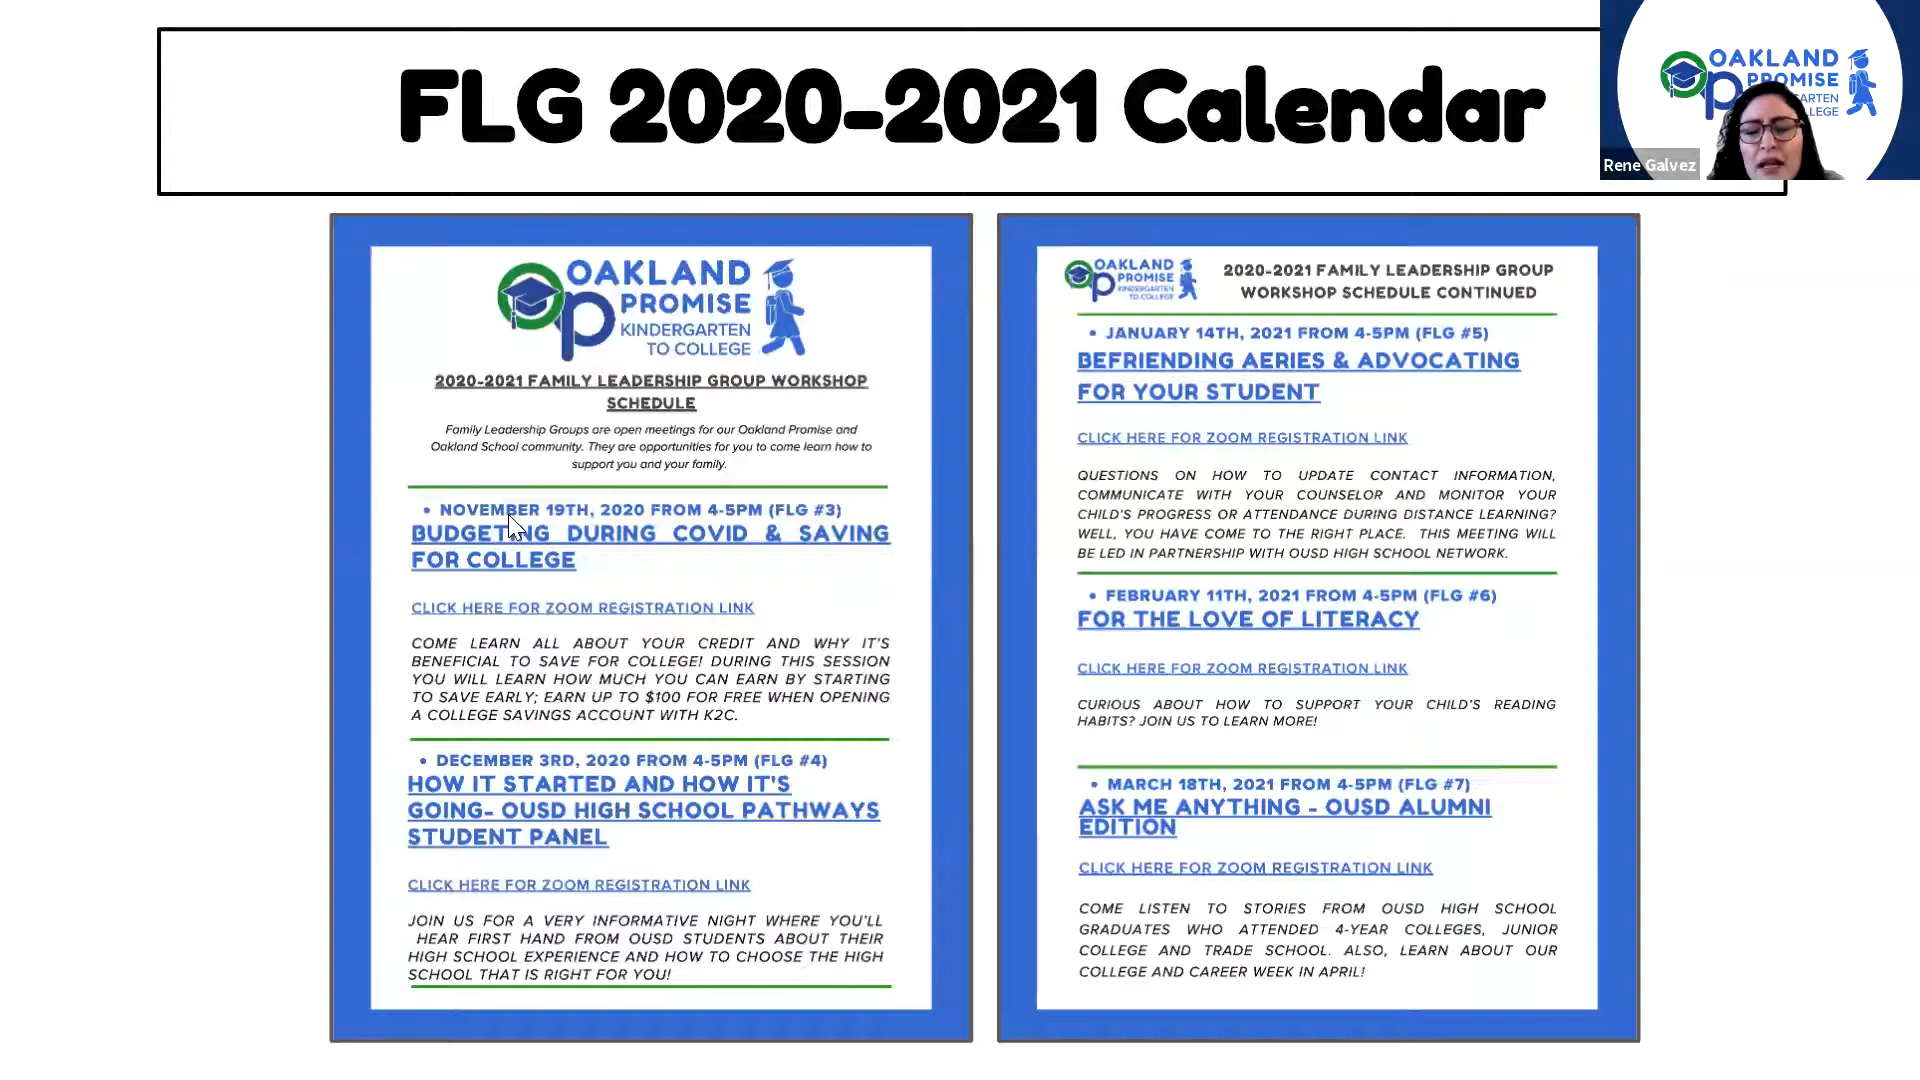 FLG 2020-2021 Calendar
OAKLAND
PROMISE
Rene Galvez
OAKLAND
PROMISE
KINDERGARTEN
TO COLLEGE
2020-2021 FAMILY LEADERSHIP GROUP WORKSHOP
SCHEDULE
Family Leadership Groups are open meetings for our Oakland Promise and
Oakland School community. They are opportunities for you to come learn how to
support you and your family.
• NOVEMBER 19TH, 2020 FROM 4-5PM (FLG #3)
BUDGETING DURING COVID & SAVING
FOR COLLEGE
CLICK HERE FOR ZOOM REGISTRATION LINK
COME LEARN ALL ABOUT YOUR CREDIT AND WHY IT'S
BENEFICIAL TO SAVE FOR COLLEGE! DURING THIS SESSION
YOU WILL LEARN HOW MUCH YOU CAN EARN BY STARTING
TO SAVE EARLY; EARN UP TO $100 FOR FREE WHEN OPENING
A COLLEGE SAVINGS ACCOUNT WITH K2C.
• DECEMBER 3RD, 2020 FROM 4-5PM (FLG #4)
HOW IT STARTED AND HOW IT'S
GOING- OUSD HIGH SCHOOL PATHWAYS
STUDENT PANEL
CLICK HERE FOR ZOOM REGISTRATION LINK
JOIN US FOR A VERY INFORMATIVE NIGHT WHERE YOU'LL
HEAR FIRST HAND FROM OUSD STUDENTS ABOUT THEIR
HIGH SCHOOL EXPERIENCE AND HOW TO CHOOSE THE HIGH
SCHOOL THAT IS RIGHT FOR YOU!
OAKLAND
PROMISE
KINDERGARTEN
TO COLLEGE
2020-2021 FAMILY LEADERSHIP GROUP
WORKSHOP SCHEDULE CONTINUED
• JANUARY 14TH, 2021 FROM 4-5PM (FLG #5)
BEFRIENDING AERIES & ADVOCATING
FOR YOUR STUDENT
CLICK HERE FOR ZOOM REGISTRATION LINK
QUESTIONS ON HOW TO UPDATE CONTACT INFORMATION,
COMMUNICATE WITH YOUR COUNSELOR AND MONITOR YOUR
CHILD'S PROGRESS OR ATTENDANCE DURING DISTANCE LEARNING?
WELL, YOU HAVE COME TO THE RIGHT PLACE. THIS MEETING WILL
BE LED IN PARTNERSHIP WITH OUSD HIGH SCHOOL NETWORK.
• FEBRUARY 11TH, 2021 FROM 4-5PM (FLG #6)
FOR THE LOVE OF LITERACY
CLICK HERE FOR ZOOM REGISTRATION LINK
CURIOUS ABOUT HOW TO SUPPORT YOUR CHILD'S READING
HABITS? JOIN US TO LEARN MORE!
• MARCH 18TH, 2021 FROM 4-5PM (FLG #7)
ASK ME ANYTHING - OUSD ALUMNI
EDITION
CLICK HERE FOR ZOOM REGISTRATION LINK
COME LISTEN TO STORIES FROM OUSD HIGH SCHOOL
GRADUATES WHO ATTENDED 4-YEAR COLLEGES, JUNIOR
COLLEGE AND TRADE SCHOOL. ALSO, LEARN ABOUT OUR
COLLEGE AND CAREER WEEK IN APRIL!